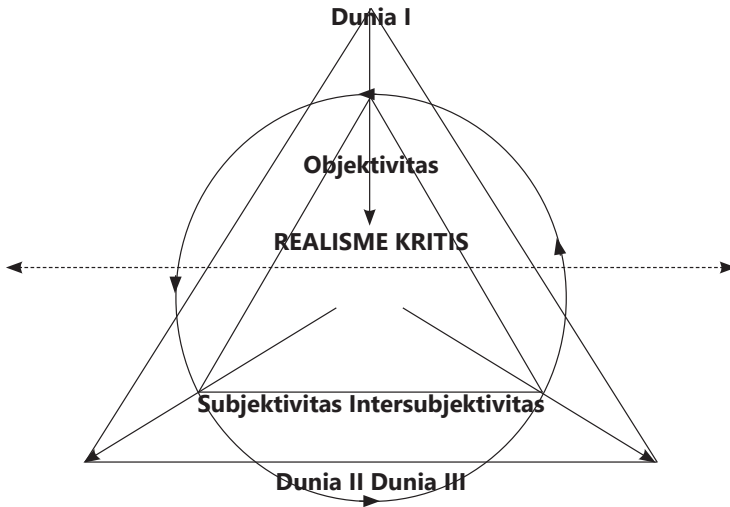 Dunia I
Objektivitas
REALISME KRITIS
Subjektivitas Intersubjektivitas
Dunia II Dunia III